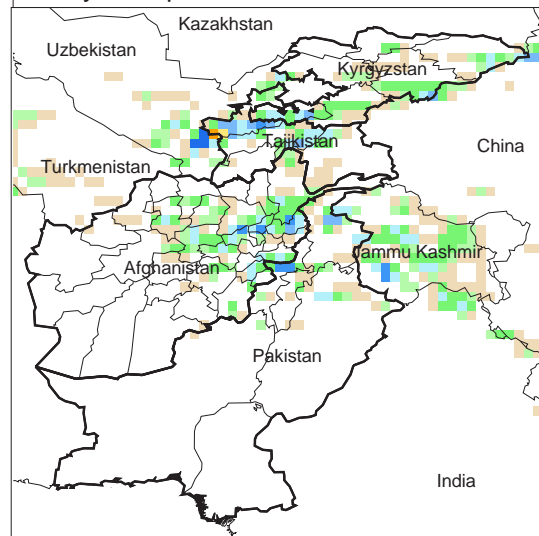 Kazakhstan
Uzbekistan
Kyrgyzstan
Tajikistan
China
Turkmenistan
Jammu Kashmir
Afghanistan
Pakistan
India